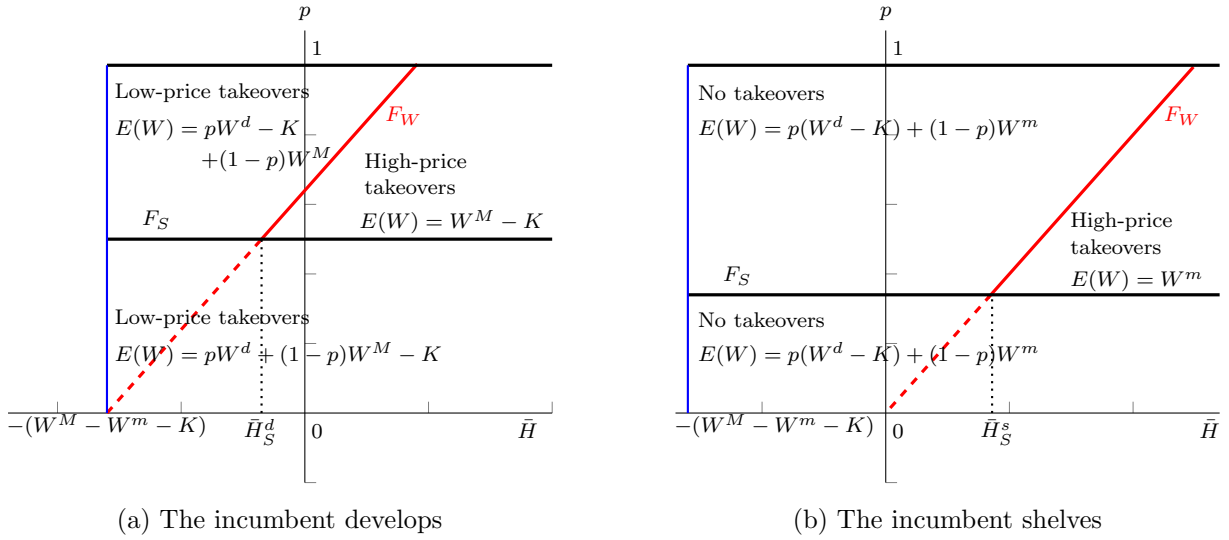 p
1
Low-price takeovers
E(W) = pW^d − K
+(1 − p)W^M
F_W
High-price
takeovers
E(W) = W^M − K
F_S
Low-price takeovers
E(W) = pW^d + (1 − p)W^M − K
−(W^M − W^m − K)
H̄_S^d
0
H̄
(a) The incumbent develops
p
1
No takeovers
E(W) = p(W^d − K) + (1 − p)W^m
F_W
High-price
takeovers
E(W) = W^m
F_S
No takeovers
E(W) = p(W^d − K) + (1 − p)W^m
−(W^M − W^m − K)
0
H̄_S^s
H̄
(b) The incumbent shelves